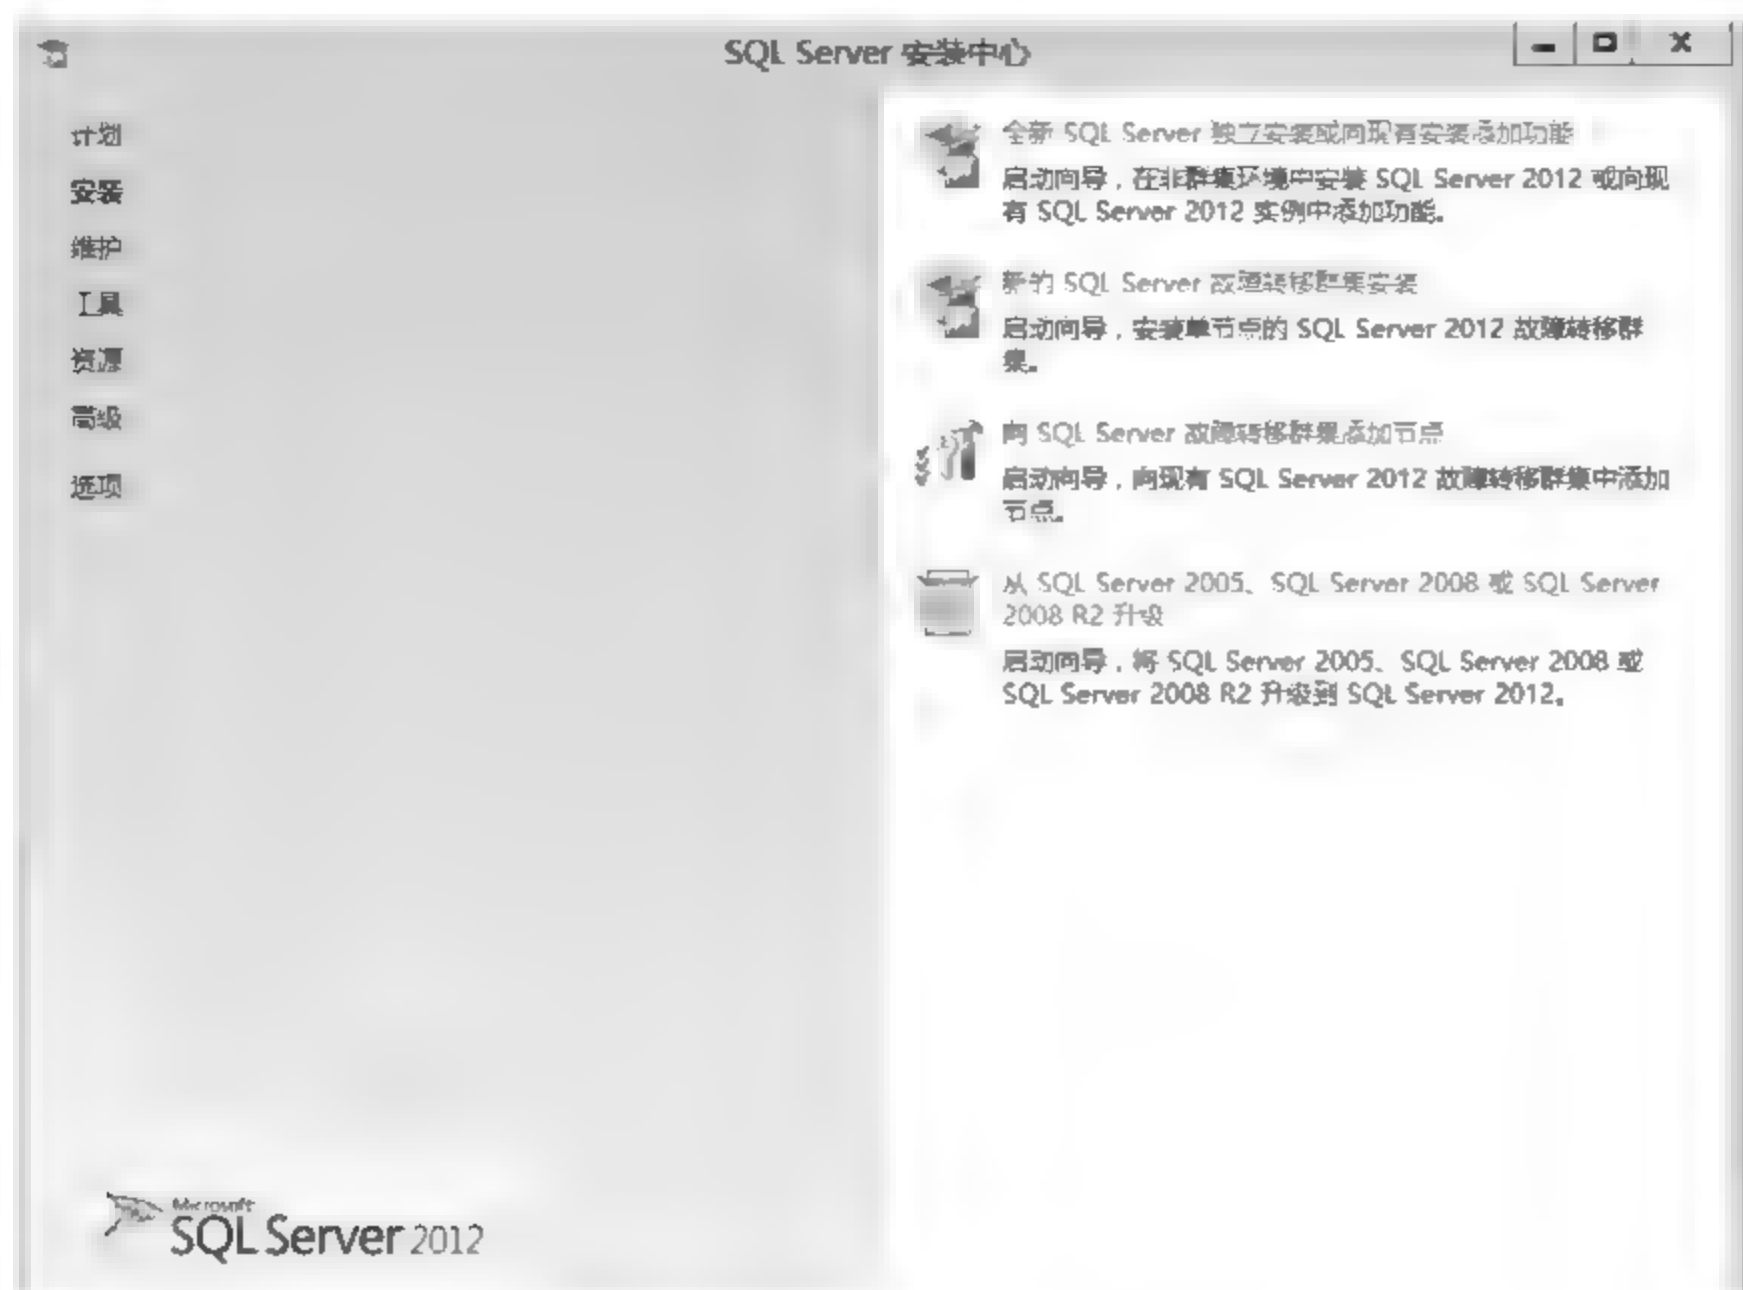 SQL Server 安装中心
计划
安装
维护
工具
资源
高级
选项
全新 SQL Server 独立安装或向现有安装添加功能
启动向导，在非群集环境中安装 SQL Server 2012 或向现
有 SQL Server 2012 实例中添加功能。
新的 SQL Server 故障转移群集安装
启动向导，安装单节点的 SQL Server 2012 故障转移群
集。
向 SQL Server 故障转移群集添加节点
启动向导，向现有 SQL Server 2012 故障转移群集中添加
节点。
从 SQL Server 2005、SQL Server 2008 或 SQL Server
2008 R2 升级
启动向导，将 SQL Server 2005、SQL Server 2008 或
SQL Server 2008 R2 升级到 SQL Server 2012。
Microsoft
SQL Server 2012